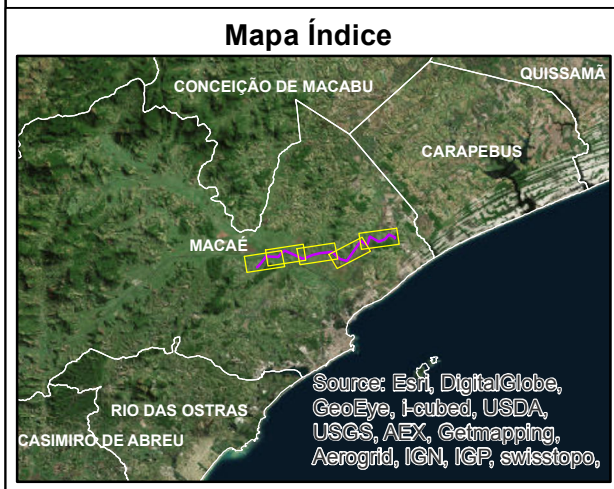 Mapa Índice
QUISSAMÃ
CONCEIÇÃO DE MACABU
CARAPEBUS
MACAÉ
RIO DAS OSTRAS
CASIMIRO DE ABREU
Source: Esri, DigitalGlobe,
GeoEye, i-cubed, USDA,
USGS, AEX, Getmapping,
Aerogrid, IGN, IGP, swisstopo,